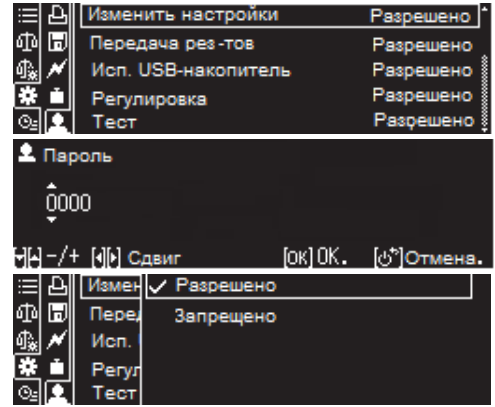 Изменить настройки Разрешено
Передача рез-тов Разрешено
Исп. USB-накопитель Разрешено
Регулировка Разрешено
Тест Разрешено
Пароль
0000
-/+ Сдвиг [OK]OK. Отмена.
Измен ✓ Разрешено
Перед Запрещено
Исп.
Регул
Тест